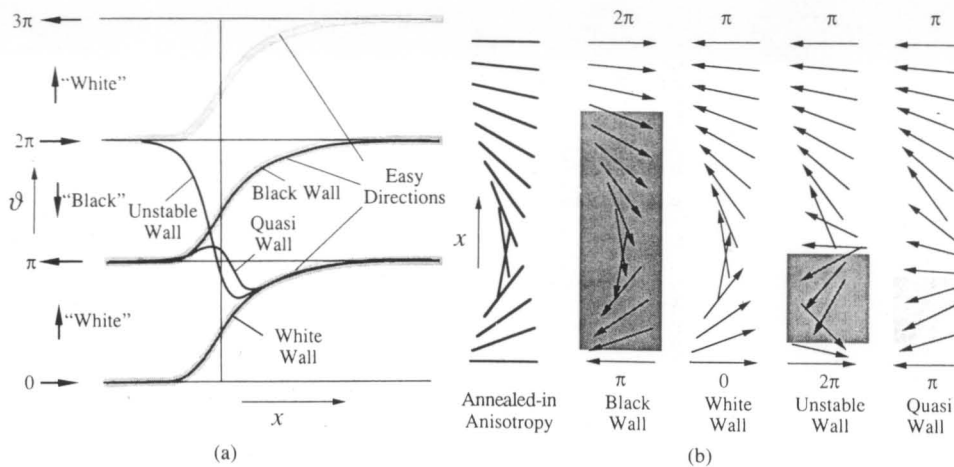 3π
"White"
2π
"Black"
ϑ
Unstable
Wall
Black Wall
Quasi
Wall
Easy
Directions
π
"White"
White
Wall
0
x
(a)
2π
π
π
π
x
π
0
2π
π
Annealed-in
Anisotropy
Black
Wall
White
Wall
Unstable
Wall
Quasi
Wall
(b)